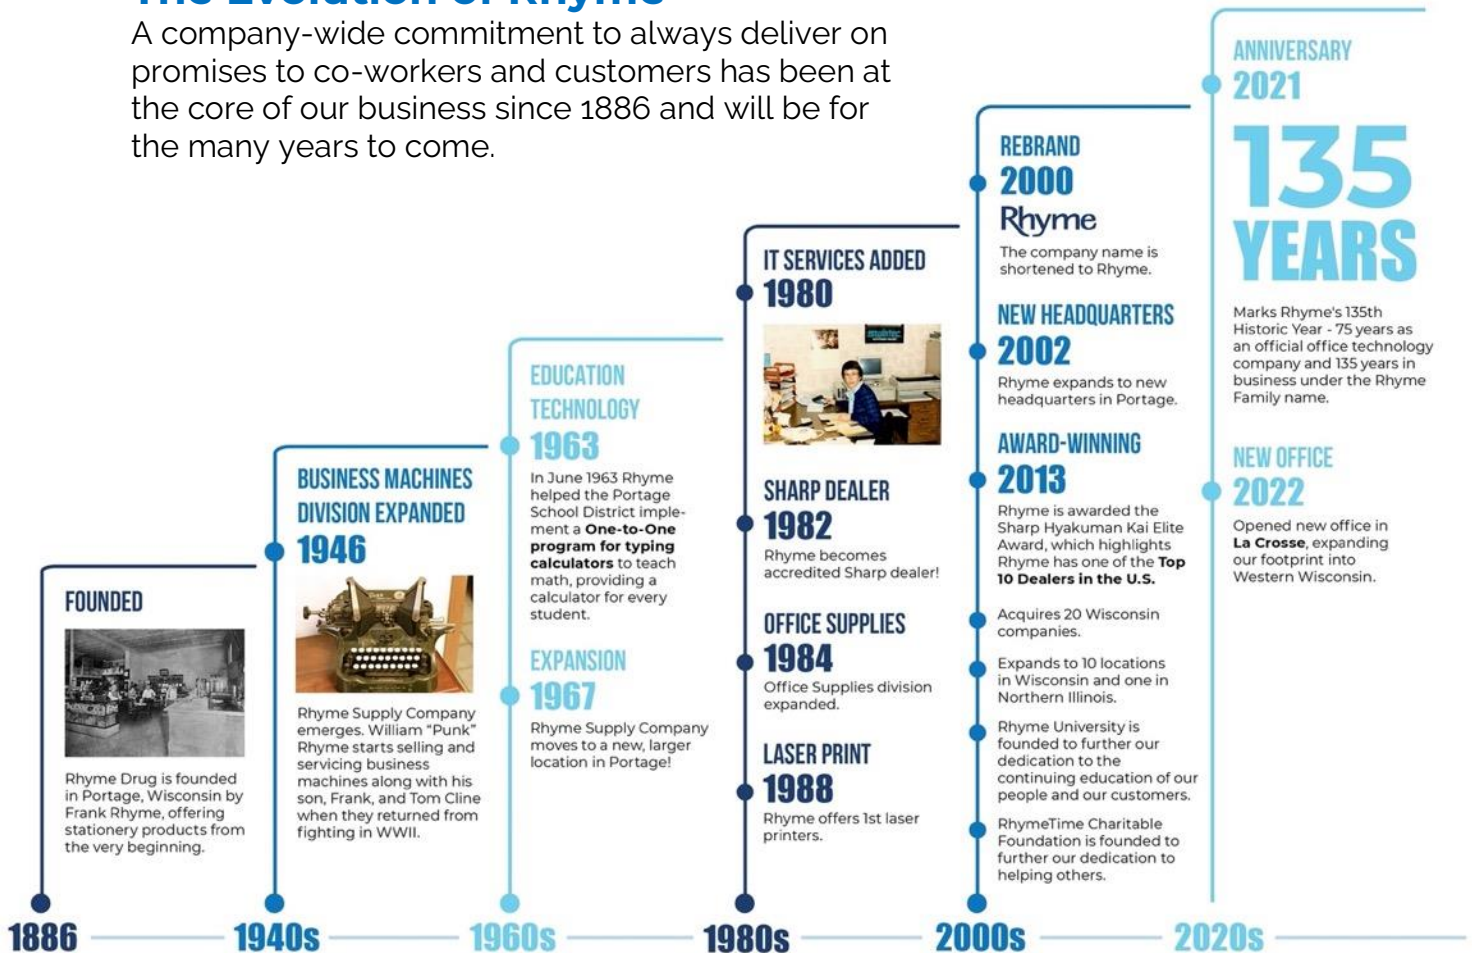 The Evolution of Rhyme
A company-wide commitment to always deliver on
promises to co-workers and customers has been at
the core of our business since 1886 and will be for
the many years to come.
FOUNDED
Rhyme Drug is founded
in Portage, Wisconsin by
Frank Rhyme, offering
stationery products from
the very beginning.
1886
BUSINESS MACHINES
DIVISION EXPANDED
1946
Rhyme Supply Company
emerges. William “Punk”
Rhyme starts selling and
servicing business
machines along with his
son, Frank, and Tom Cline
when they returned from
fighting in WWII.
1940s
EDUCATION
TECHNOLOGY
1963
In June 1963 Rhyme
helped the Portage
School District imple-
ment a One-to-One
program for typing
calculators to teach
math, providing a
calculator for every
student.
EXPANSION
1967
Rhyme Supply Company
moves to a new, larger
location in Portage!
1960s
IT SERVICES ADDED
1980
SHARP DEALER
1982
Rhyme becomes
accredited Sharp dealer!
OFFICE SUPPLIES
1984
Office Supplies division
expanded.
LASER PRINT
1988
Rhyme offers 1st laser
printers.
1980s
REBRAND
2000
Rhyme
The company name is
shortened to Rhyme.
NEW HEADQUARTERS
2002
Rhyme expands to new
headquarters in Portage.
AWARD-WINNING
2013
Rhyme is awarded the
Sharp Hyakuman Kai Elite
Award, which highlights
Rhyme has one of the Top
10 Dealers in the U.S.
Acquires 20 Wisconsin
companies.
Expands to 10 locations
in Wisconsin and one in
Northern Illinois.
Rhyme University is
founded to further our
dedication to the
continuing education of our
people and our customers.
RhymeTime Charitable
Foundation is founded to
further our dedication to
helping others.
2000s
ANNIVERSARY
2021
135
YEARS
Marks Rhyme's 135th
Historic Year - 75 years as
an official office technology
company and 135 years in
business under the Rhyme
Family name.
NEW OFFICE
2022
Opened new office in
La Crosse, expanding
our footprint into
Western Wisconsin.
2020s